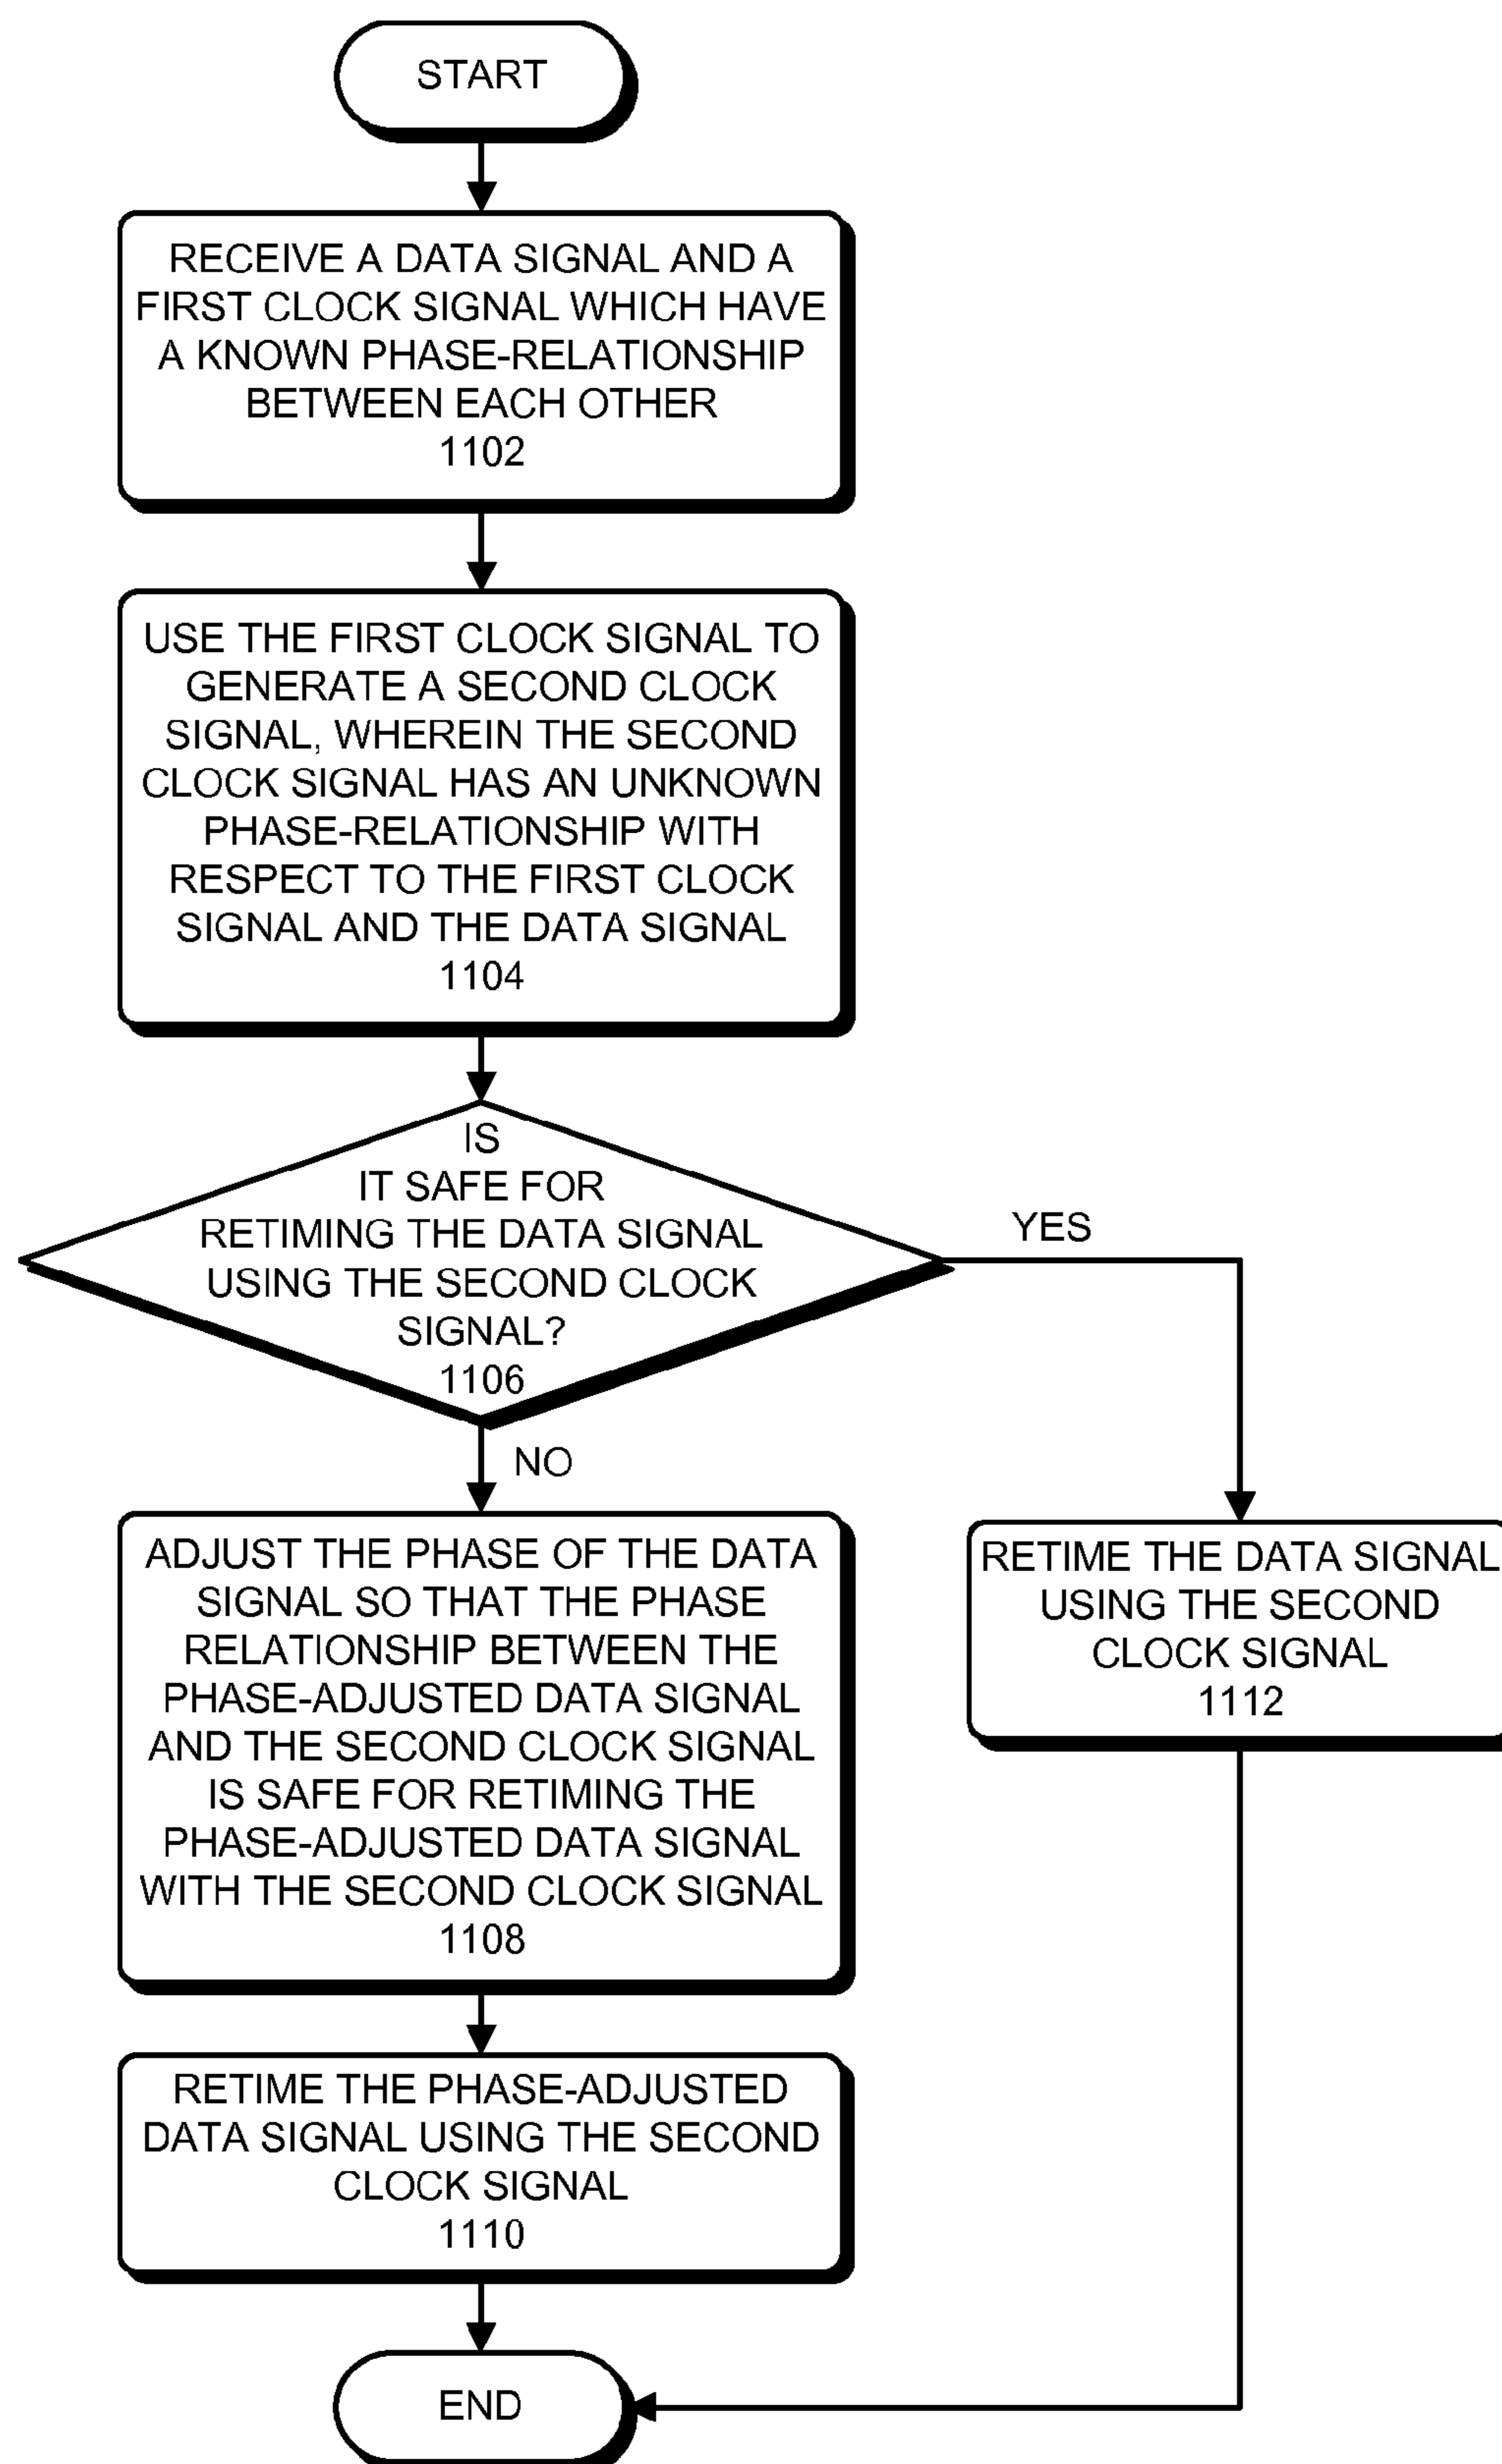 START
RECEIVE A DATA SIGNAL AND A
FIRST CLOCK SIGNAL WHICH HAVE
A KNOWN PHASE-RELATIONSHIP
BETWEEN EACH OTHER
1102
USE THE FIRST CLOCK SIGNAL TO
GENERATE A SECOND CLOCK
SIGNAL, WHEREIN THE SECOND
CLOCK SIGNAL HAS AN UNKNOWN
PHASE-RELATIONSHIP WITH
RESPECT TO THE FIRST CLOCK
SIGNAL AND THE DATA SIGNAL
1104
IS
IT SAFE FOR
RETIMING THE DATA SIGNAL
USING THE SECOND CLOCK
SIGNAL?
1106
YES
NO
ADJUST THE PHASE OF THE DATA
SIGNAL SO THAT THE PHASE
RELATIONSHIP BETWEEN THE
PHASE-ADJUSTED DATA SIGNAL
AND THE SECOND CLOCK SIGNAL
IS SAFE FOR RETIMING THE
PHASE-ADJUSTED DATA SIGNAL
WITH THE SECOND CLOCK SIGNAL
1108
RETIME THE DATA SIGNAL
USING THE SECOND
CLOCK SIGNAL
1112
RETIME THE PHASE-ADJUSTED
DATA SIGNAL USING THE SECOND
CLOCK SIGNAL
1110
END